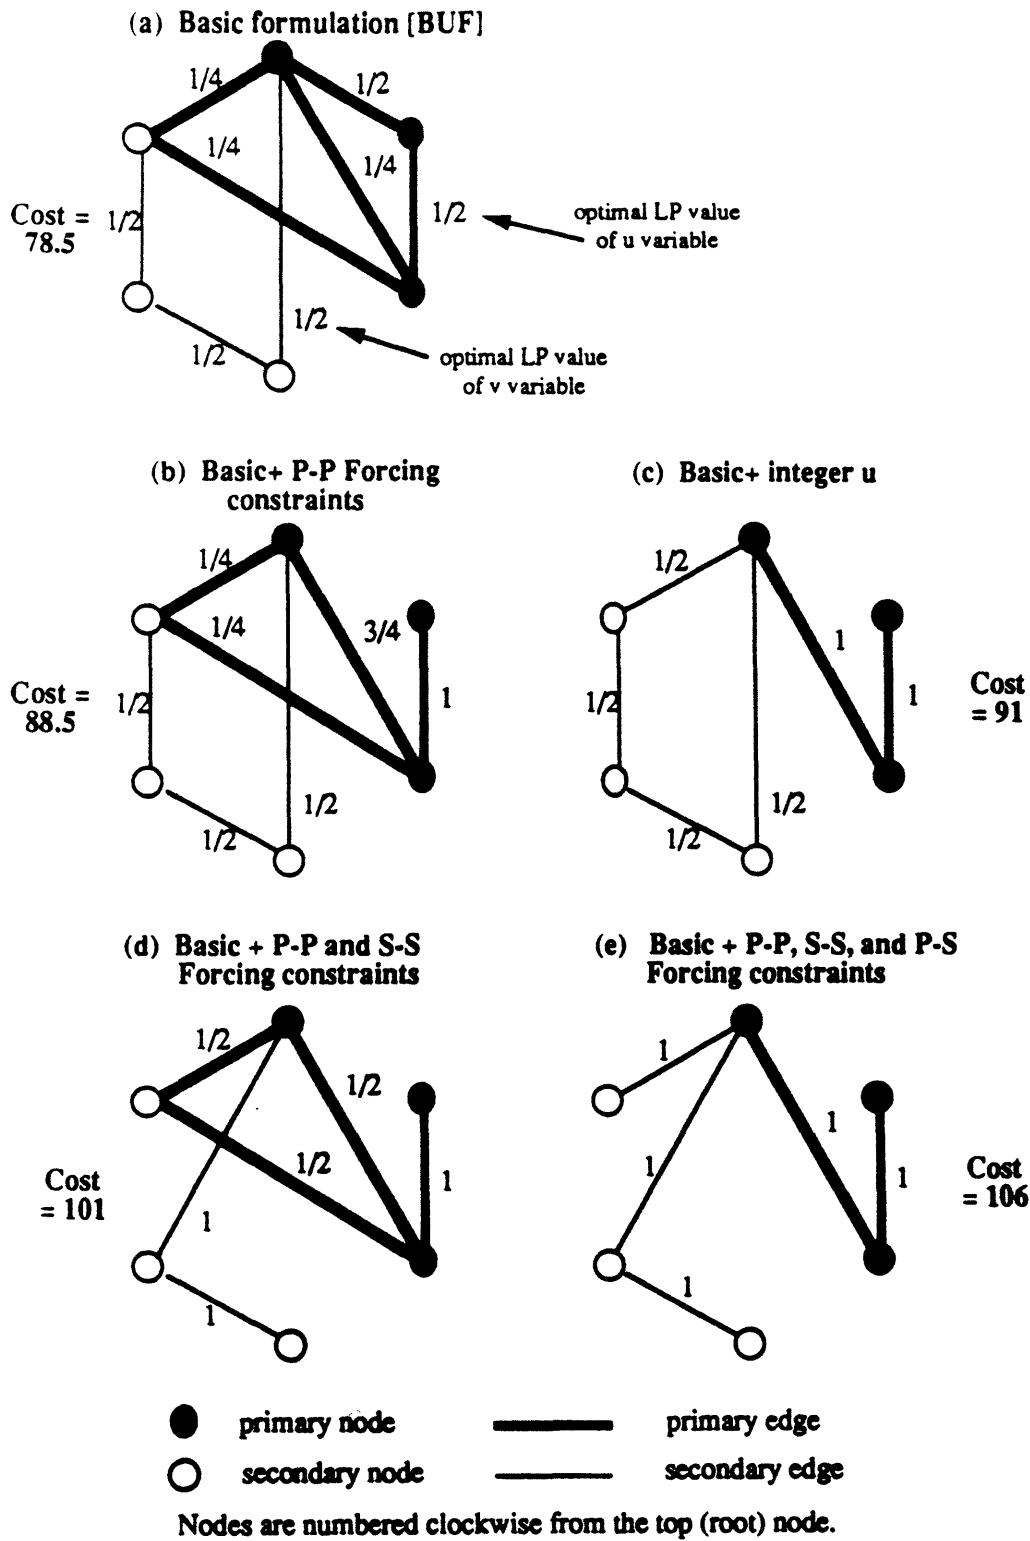 (a) Basic formulation [BUF]
1/4
1/2
1/4
1/4
Cost =
78.5
1/2
1/2
optimal LP value
of u variable
1/2
optimal LP value
of v variable
1/2
(b) Basic+ P-P Forcing
constraints
1/4
1/4
3/4
Cost =
88.5
1/2
1
1/2
1/2
(c) Basic+ integer u
1/2
1
1/2
1
Cost
= 91
1/2
1/2
(d) Basic + P-P and S-S
Forcing constraints
1/2
1/2
1/2
1
Cost
= 101
1
1
(e) Basic + P-P, S-S, and P-S
Forcing constraints
1
1
1
1
Cost
= 106
1
primary node
primary edge
secondary node
secondary edge
Nodes are numbered clockwise from the top (root) node.